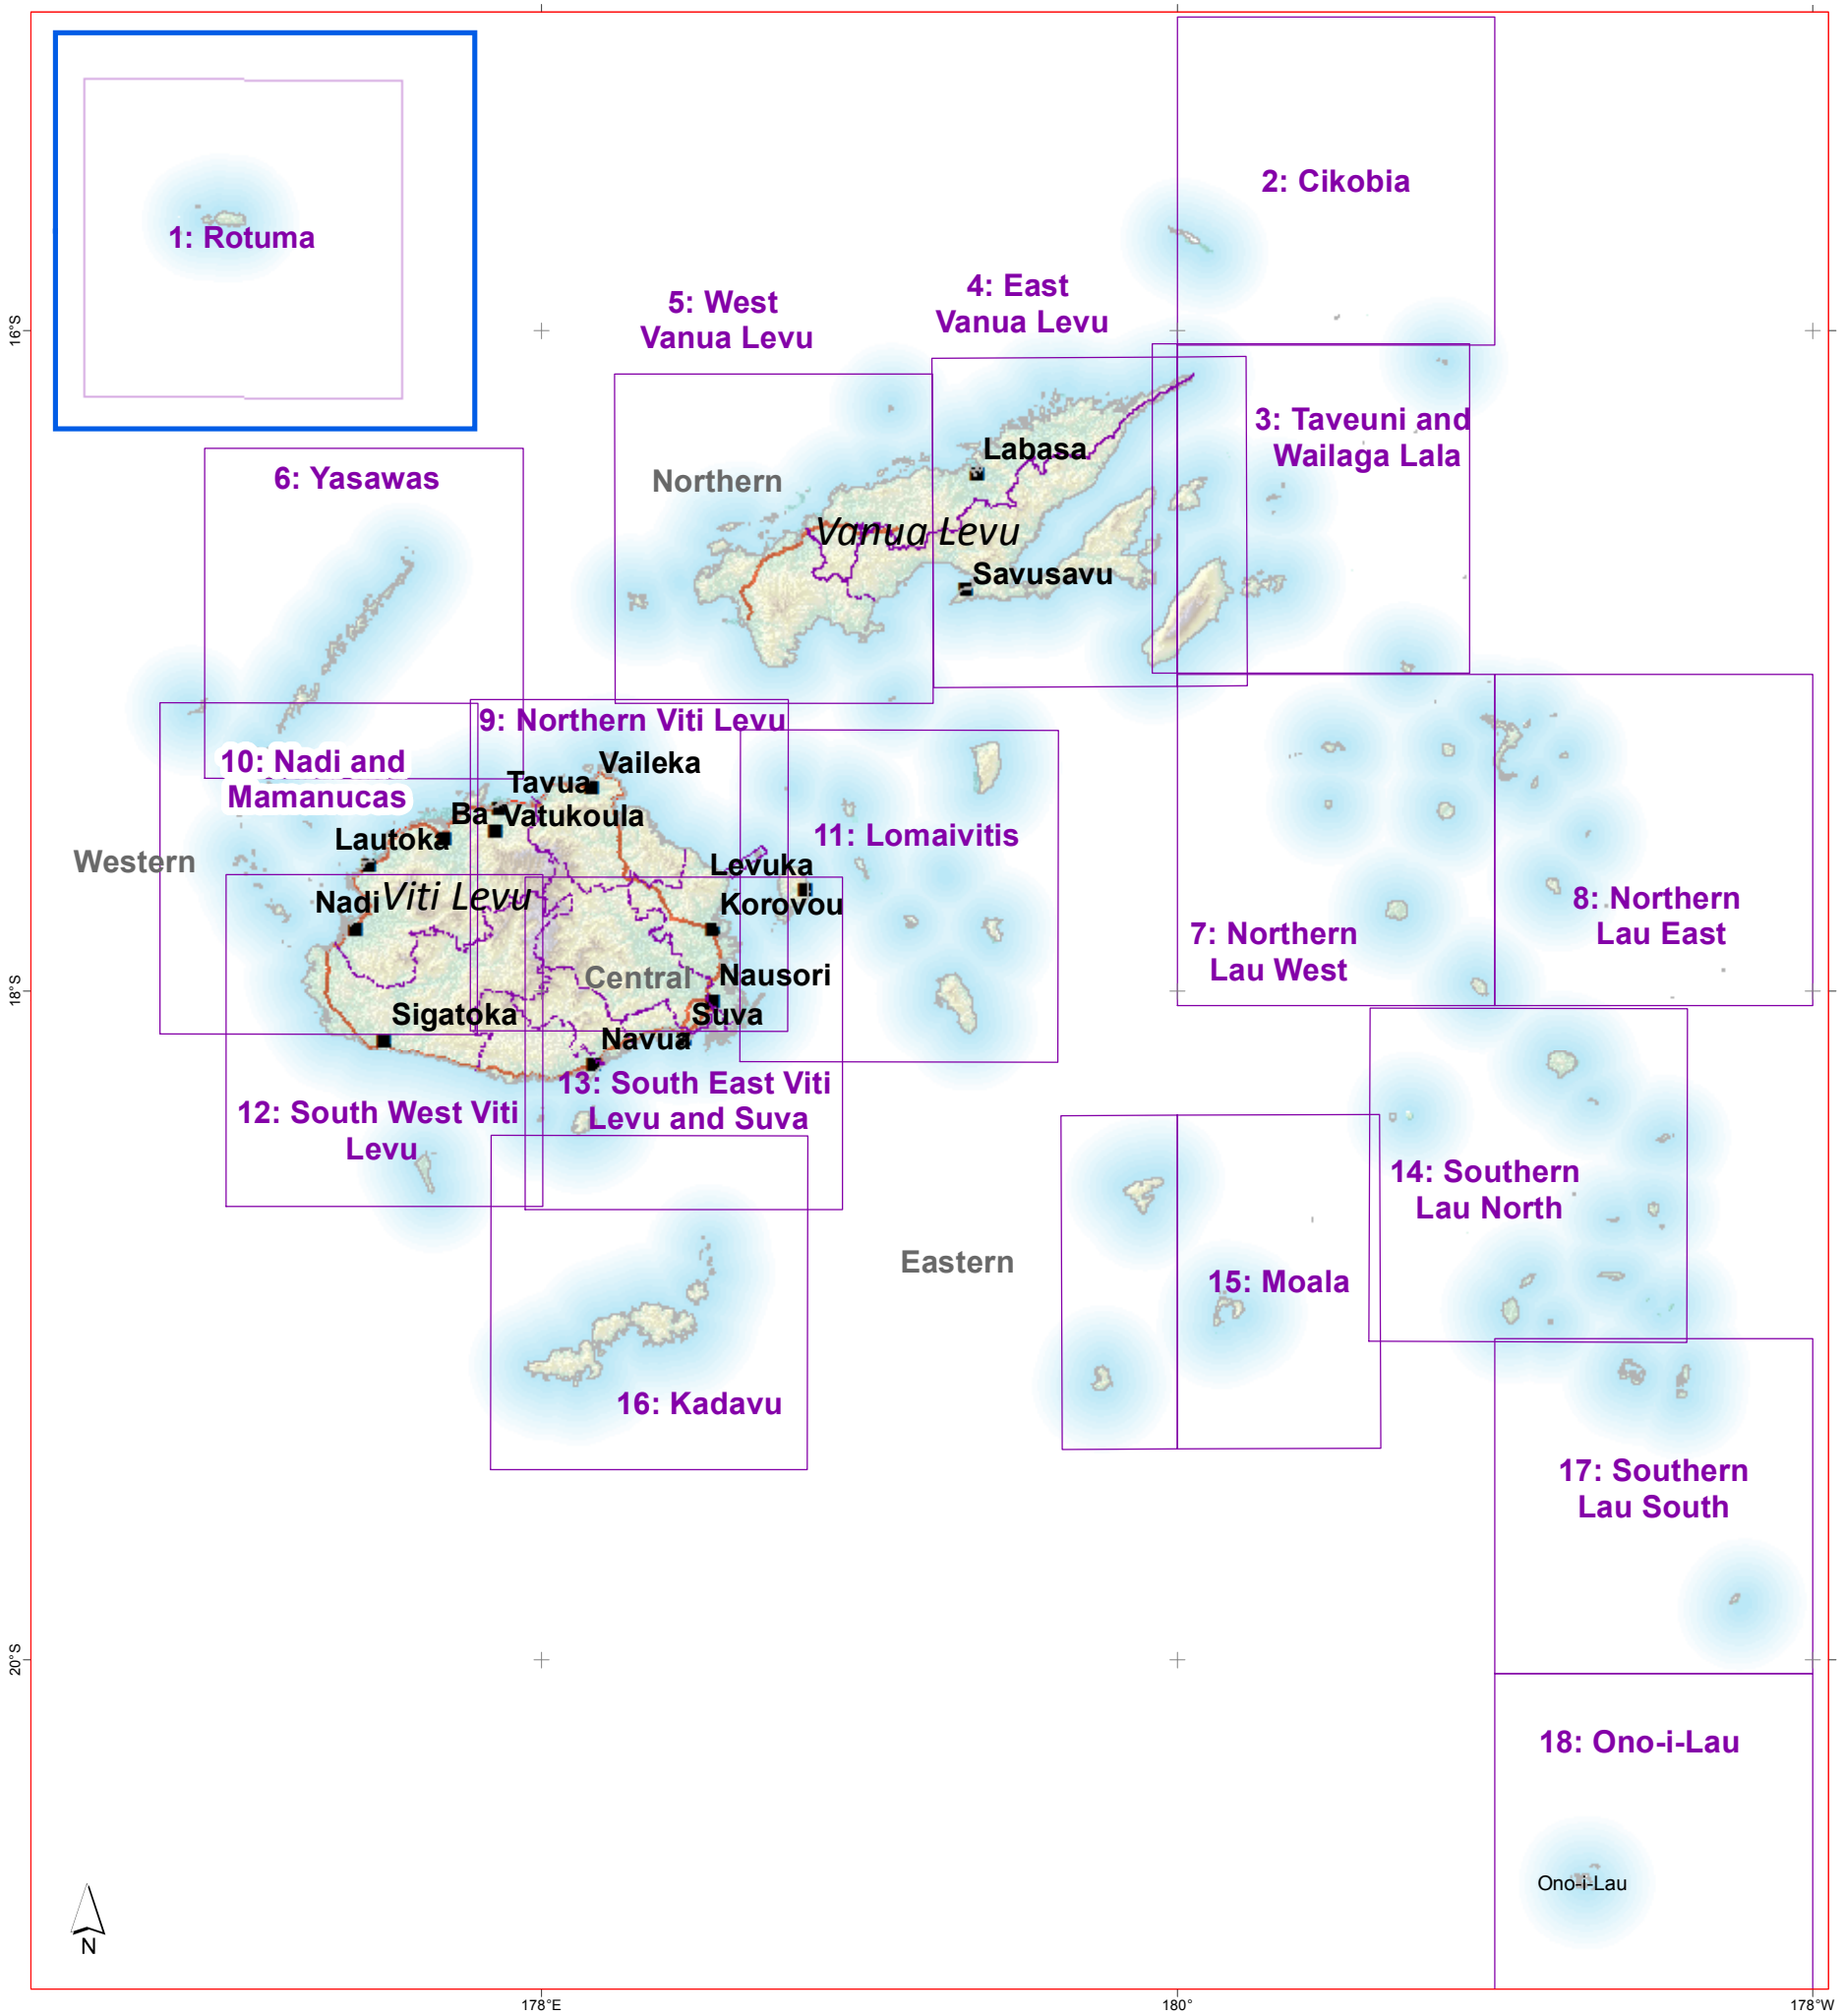 2: Cikobia
1: Rotuma
4: East
Vanua Levu
5: West
Vanua Levu
16°S
3: Taveuni and
Wailaga Lala
Labasa
6: Yasawas
Northern
Vanua Levu
Savusavu
9: Northern Viti Levu
10: Nadi and
Mamanucas
Vaileka
Tavua
Ba
Vatukoula
Lautoka
11: Lomaivitis
Western
Levuka
Nadi
Viti Levu
Korovou
8: Northern
Lau East
7: Northern
Lau West
Central
Nausori
18°S
Sigatoka
Suva
Navua
13: South East Viti
Levu and Suva
12: South West Viti
Levu
14: Southern
Lau North
Eastern
15: Moala
16: Kadavu
17: Southern
Lau South
20°S
18: Ono-i-Lau
Ono-i-Lau
N
178°E
180°
178°W